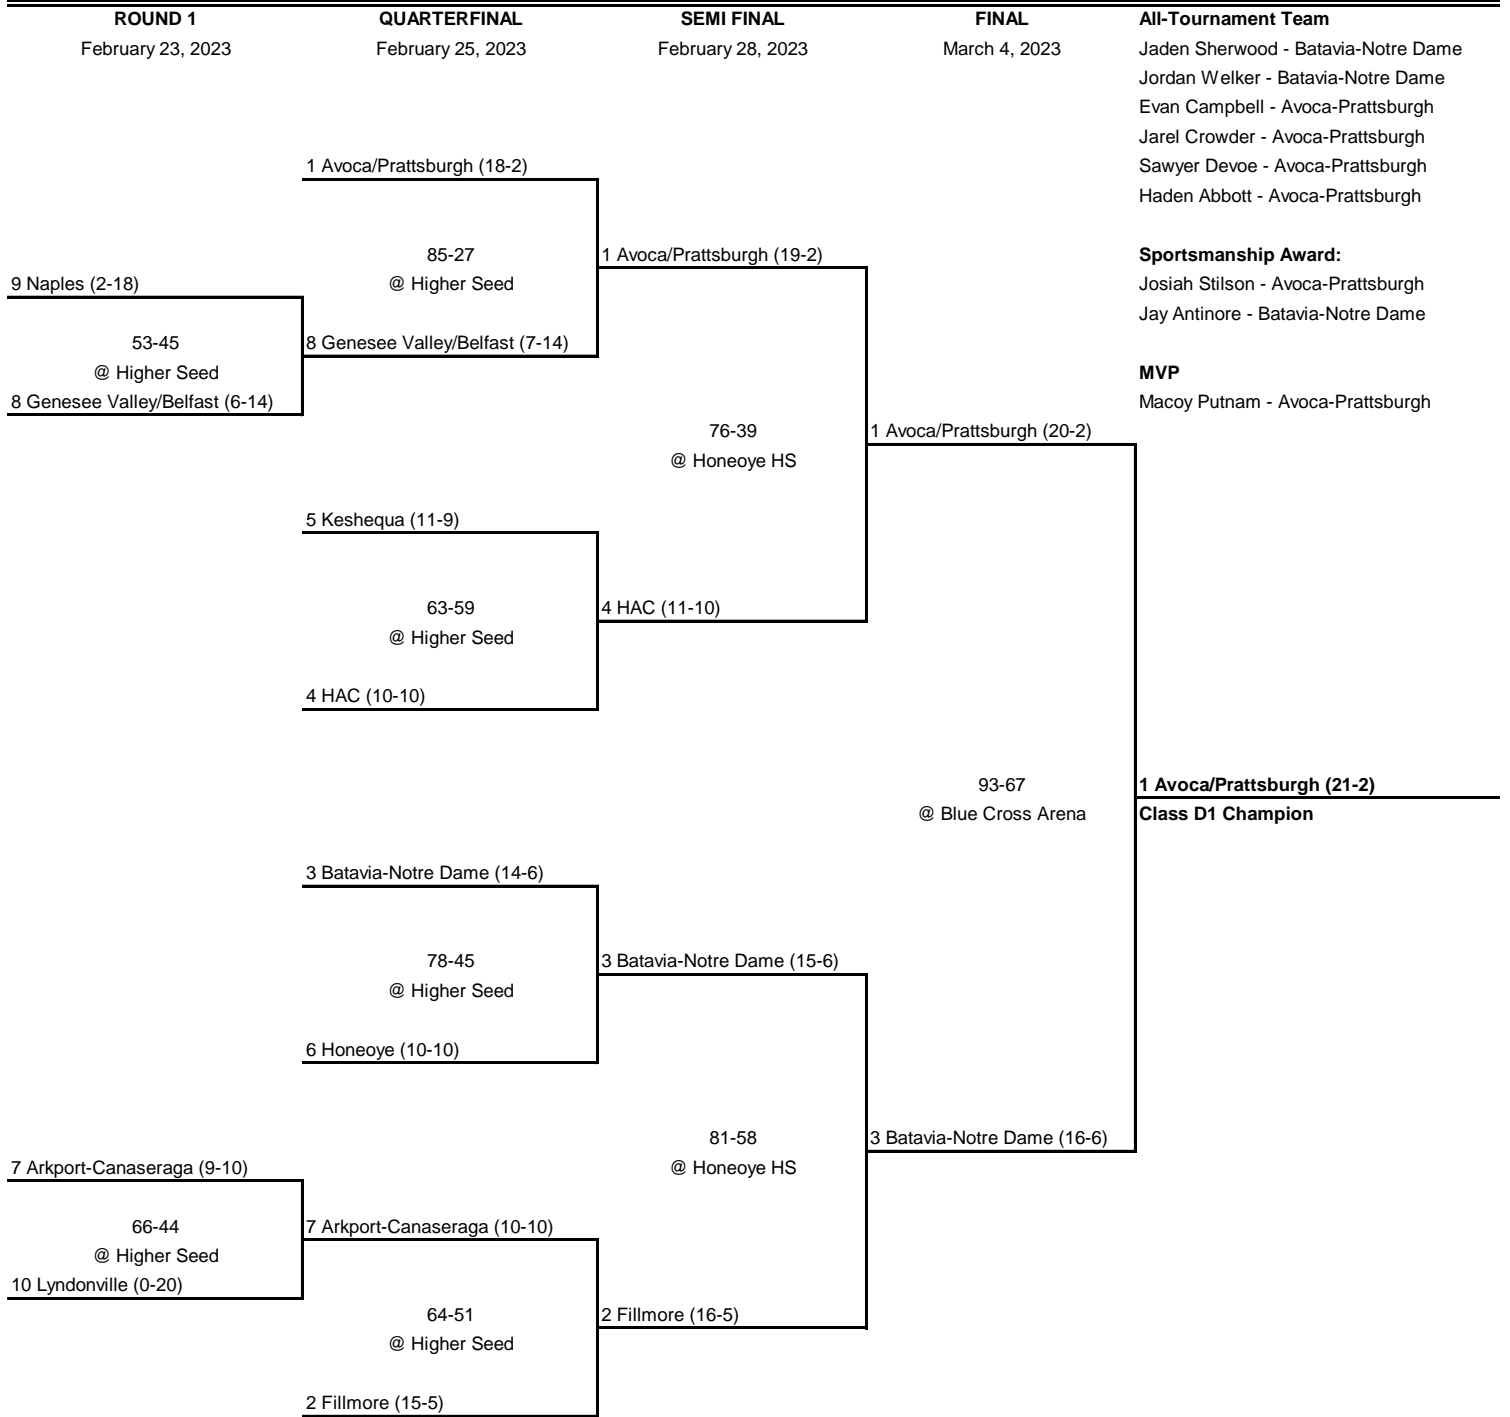 ROUND 1
February 23, 2023
QUARTERFINAL
February 25, 2023
SEMI FINAL
February 28, 2023
FINAL
March 4, 2023
All-Tournament Team
Jaden Sherwood - Batavia-Notre Dame
Jordan Welker - Batavia-Notre Dame
Evan Campbell - Avoca-Prattsburgh
Jarel Crowder - Avoca-Prattsburgh
Sawyer Devoe - Avoca-Prattsburgh
Haden Abbott - Avoca-Prattsburgh
Sportsmanship Award:
Josiah Stilson - Avoca-Prattsburgh
Jay Antinore - Batavia-Notre Dame
MVP
Macoy Putnam - Avoca-Prattsburgh
9 Naples (2-18)
53-45
@ Higher Seed
8 Genesee Valley/Belfast (6-14)
7 Arkport-Canaseraga (9-10)
66-44
@ Higher Seed
10 Lyndonville (0-20)
1 Avoca/Prattsburgh (18-2)
85-27
@ Higher Seed
8 Genesee Valley/Belfast (7-14)
5 Keshequa (11-9)
63-59
@ Higher Seed
4 HAC (10-10)
3 Batavia-Notre Dame (14-6)
78-45
@ Higher Seed
6 Honeoye (10-10)
7 Arkport-Canaseraga (10-10)
64-51
@ Higher Seed
2 Fillmore (15-5)
1 Avoca/Prattsburgh (19-2)
76-39
@ Honeoye HS
4 HAC (11-10)
3 Batavia-Notre Dame (15-6)
81-58
@ Honeoye HS
2 Fillmore (16-5)
1 Avoca/Prattsburgh (20-2)
93-67
@ Blue Cross Arena
3 Batavia-Notre Dame (16-6)
1 Avoca/Prattsburgh (21-2)
Class D1 Champion